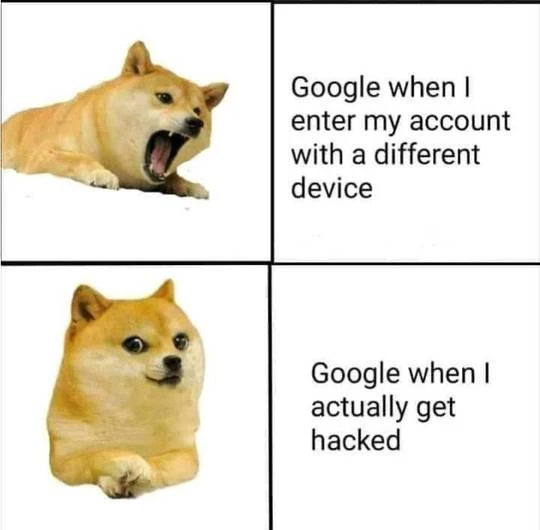 Google when I
enter my account
with a different
device
Google when I
actually get
hacked